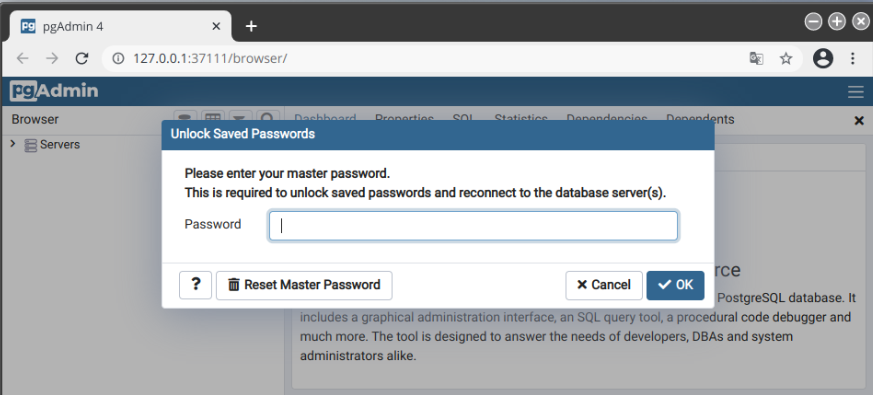 pgAdmin 4
127.0.0.1:37111/browser/
pgAdmin
Browser
Dashboard Properties SQL Statistics Dependencies Dependents
Servers
Unlock Saved Passwords
Please enter your master password.
This is required to unlock saved passwords and reconnect to the database server(s).
Password
? Reset Master Password Cancel OK
rce
PostgreSQL database. It
includes a graphical administration interface, an SQL query tool, a procedural code debugger and
much more. The tool is designed to answer the needs of developers, DBAs and system
administrators alike.